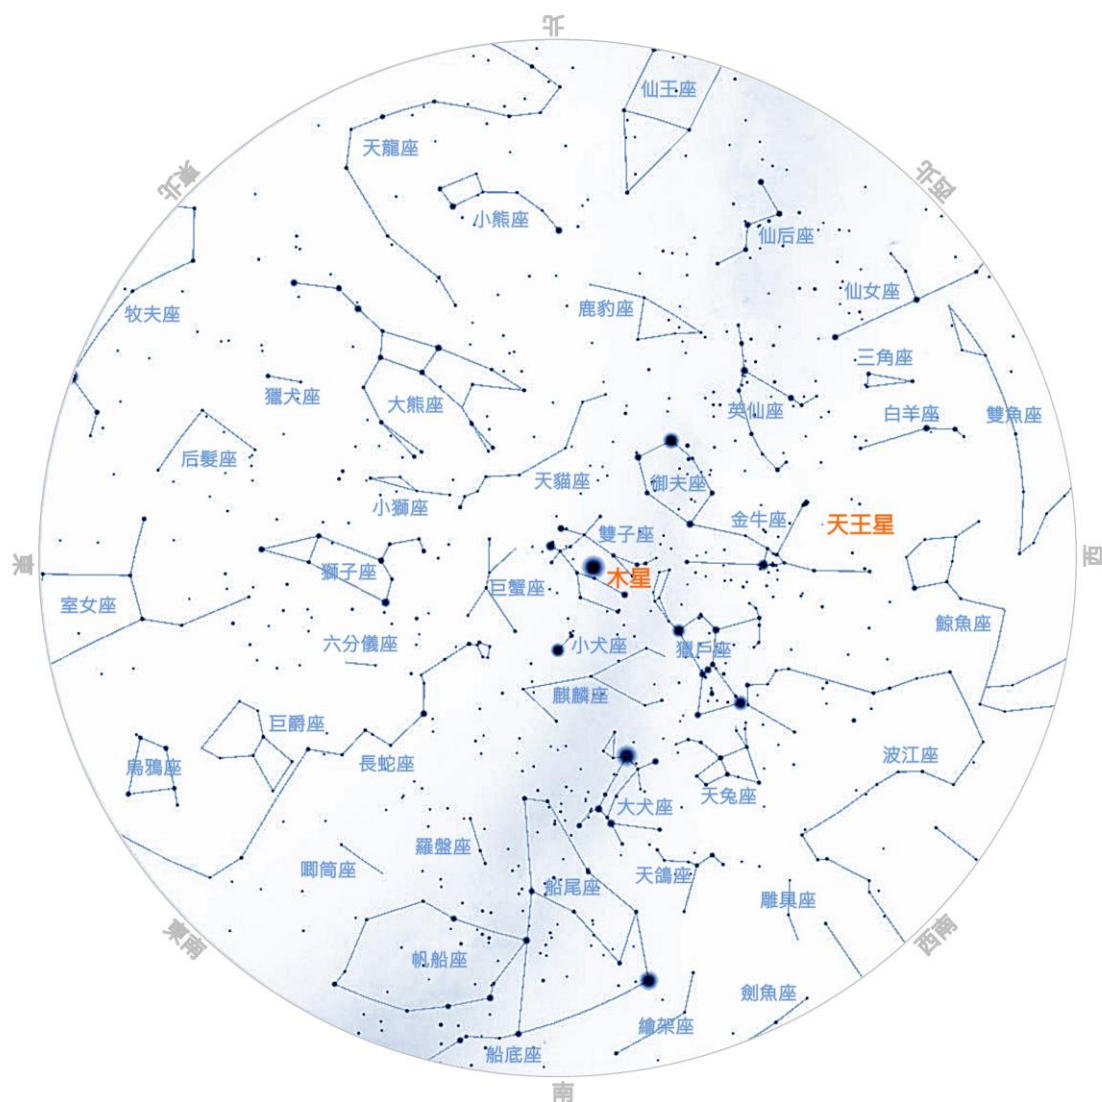 北
仙王座
天龍座
東北
西北
小熊座
仙后座
仙女座
鹿豹座
牧夫座
三角座
獵犬座
大熊座
英仙座
白羊座
雙魚座
后髮座
天貓座
御夫座
小獅座
金牛座
天王星
雙子座
東
西
獅子座
木星
巨蟹座
室女座
鯨魚座
六分儀座
小犬座
獵戶座
麒麟座
巨爵座
烏鴉座
長蛇座
波江座
天兔座
大犬座
羅盤座
唧筒座
船尾座
天鴿座
雕具座
東南
西南
帆船座
劍魚座
繪架座
船底座
南